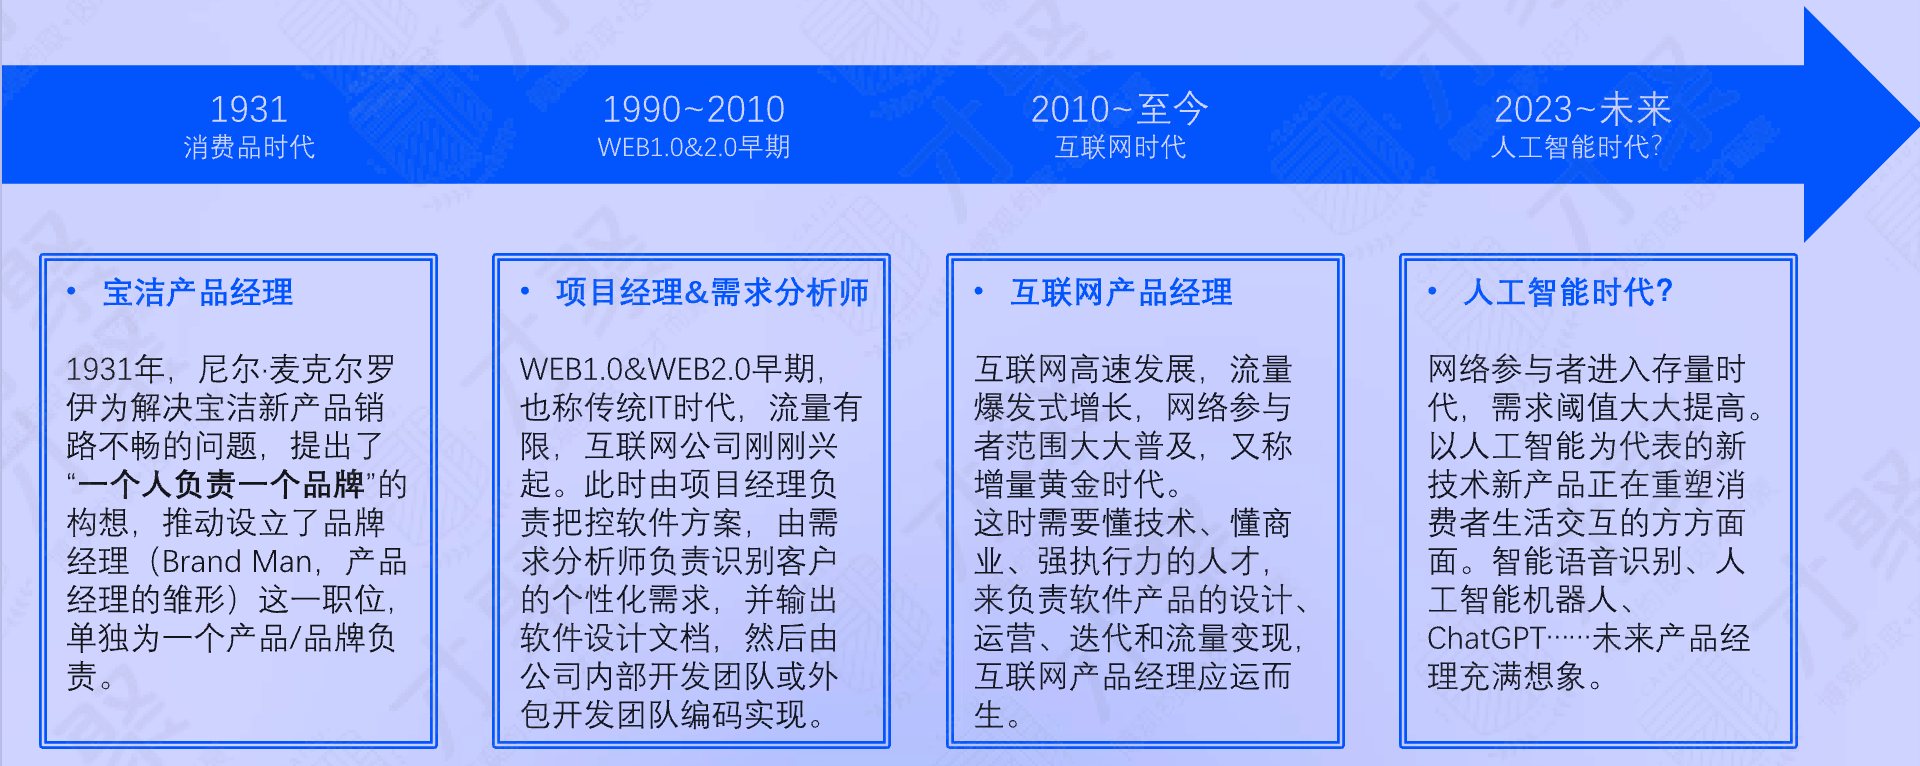 1931
消费品时代
1990~2010
WEB1.0&2.0早期
2010~至今
互联网时代
2023~未来
人工智能时代？
• 宝洁产品经理
1931年，尼尔·麦克尔罗
伊为解决宝洁新产品销
路不畅的问题，提出了
“一个人负责一个品牌”的
构想，推动设立了品牌
经理（Brand Man，产品
经理的雏形）这一职位，
单独为一个产品/品牌负
责。
• 项目经理&需求分析师
WEB1.0&WEB2.0早期，
也称传统IT时代，流量有
限，互联网公司刚刚兴
起。此时由项目经理负
责把控软件方案，由需
求分析师负责识别客户
的个性化需求，并输出
软件设计文档，然后由
公司内部开发团队或外
包开发团队编码实现。
• 互联网产品经理
互联网高速发展，流量
爆发式增长，网络参与
者范围大大普及，又称
增量黄金时代。
这时需要懂技术、懂商
业、强执行力的人才，
来负责软件产品的设计、
运营、迭代和流量变现，
互联网产品经理应运而
生。
• 人工智能时代？
网络参与者进入存量时
代，需求阈值大大提高。
以人工智能为代表的新
技术新产品正在重塑消
费者生活交互的方方面
面。智能语音识别、人
工智能机器人、
ChatGPT……未来产品经
理充满想象。